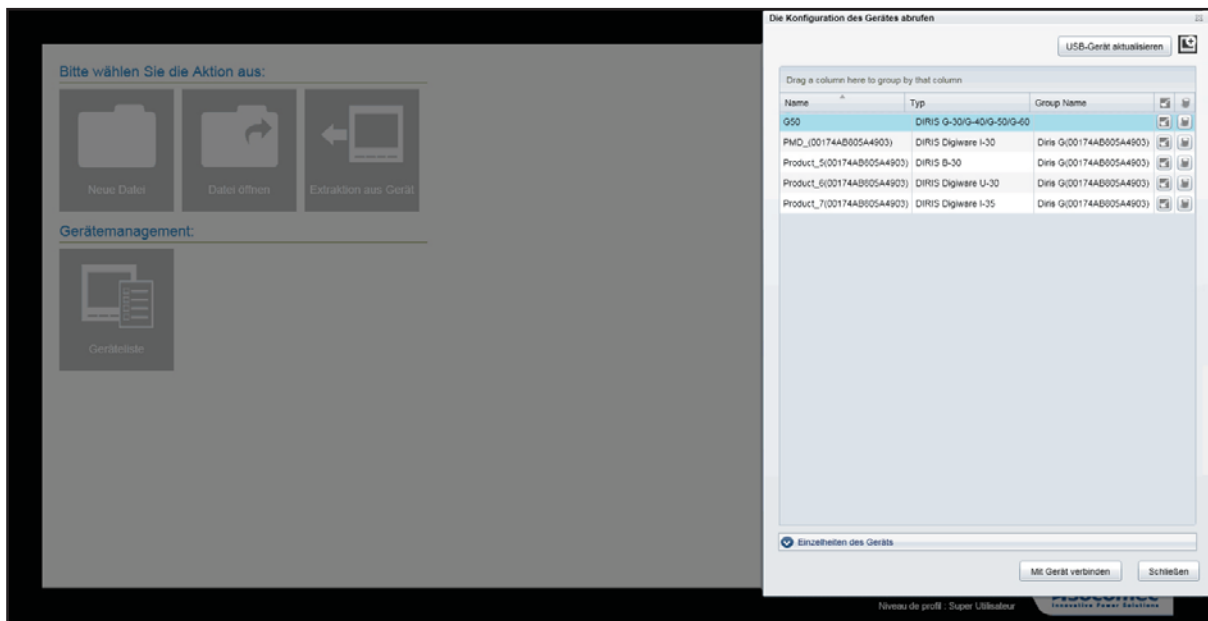 Die Konfiguration des Gerätes abrufen
USB-Gerät aktualisieren
Bitte wählen Sie die Aktion aus:
Neue Datei
Datei öffnen
Extraktion aus Gerät
Gerätemanagement:
Geräteliste
Drag a column here to group by that column
Name Typ Group Name
G50 DIRIS G-30/G-40/G-50/G-60
PMD_(00174AB805A4903) DIRIS Digiware I-30 Diris G(00174AB805A4903)
Product_5(00174AB805A4903) DIRIS B-30 Diris G(00174AB805A4903)
Product_6(00174AB805A4903) DIRIS Digiware U-30 Diris G(00174AB805A4903)
Product_7(00174AB805A4903) DIRIS Digiware I-35 Diris G(00174AB805A4903)
Einzelheiten des Geräts
Mit Gerät verbinden
Schließen
Niveau de profil : Super Utilisateur
socomec
Innovative Power Solutions